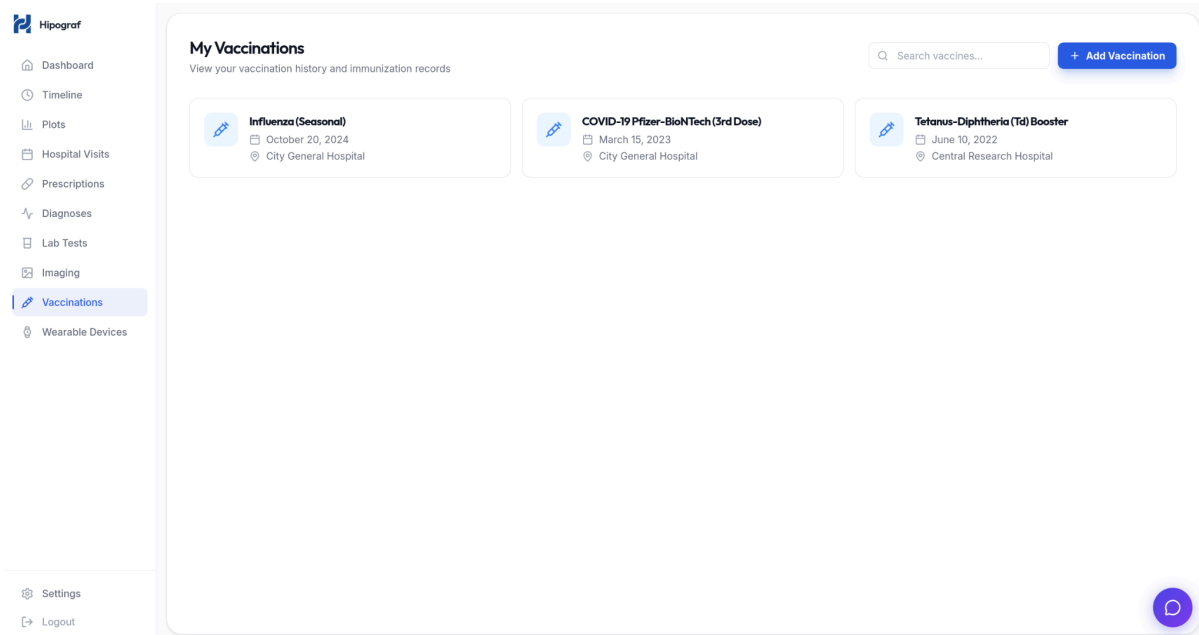 Hipograf
Dashboard
Timeline
Plots
Hospital Visits
Prescriptions
Diagnoses
Lab Tests
Imaging
Vaccinations
Wearable Devices
Settings
Logout
My Vaccinations
View your vaccination history and immunization records
Search vaccines...
+ Add Vaccination
Influenza (Seasonal)
October 20, 2024
City General Hospital
COVID-19 Pfizer-BioNTech (3rd Dose)
March 15, 2023
City General Hospital
Tetanus-Diphtheria (Td) Booster
June 10, 2022
Central Research Hospital